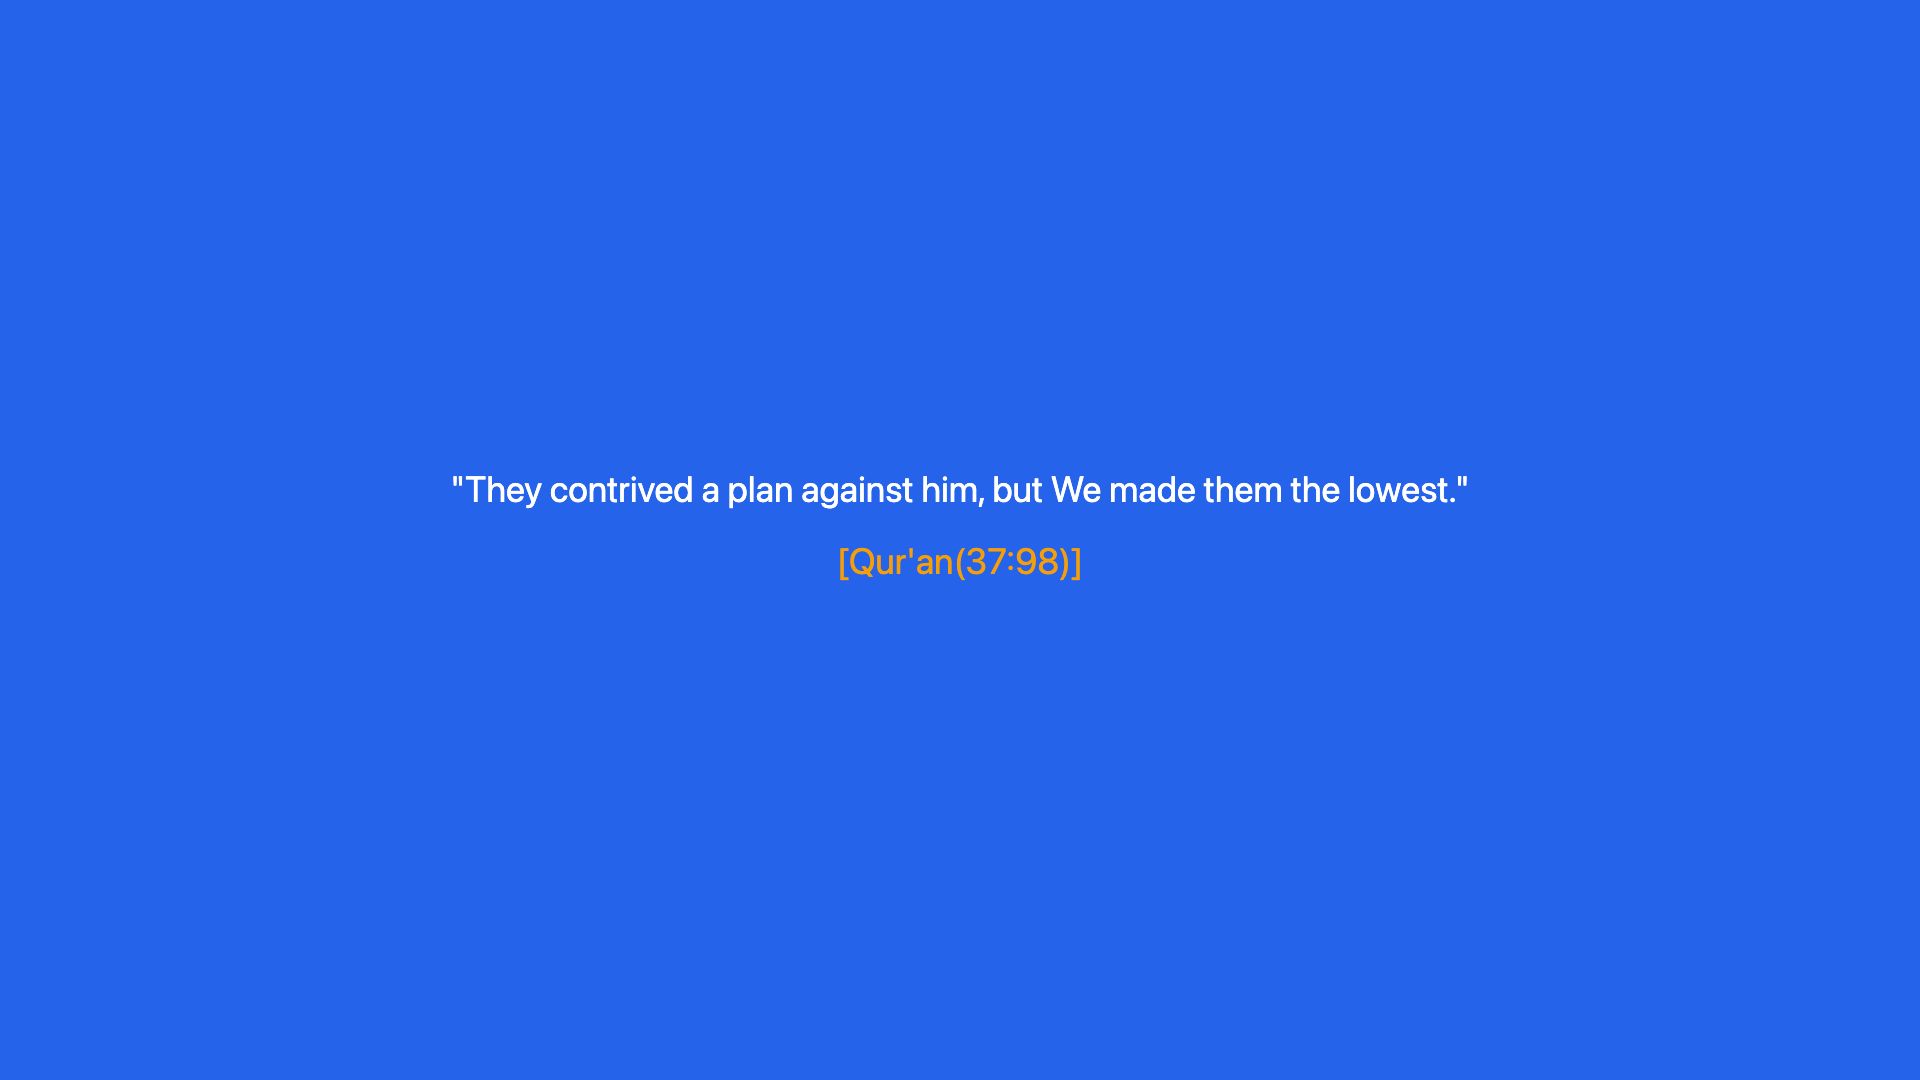 "They contrived a plan against him, but We made them the lowest."
[Qur'an(37:98)]